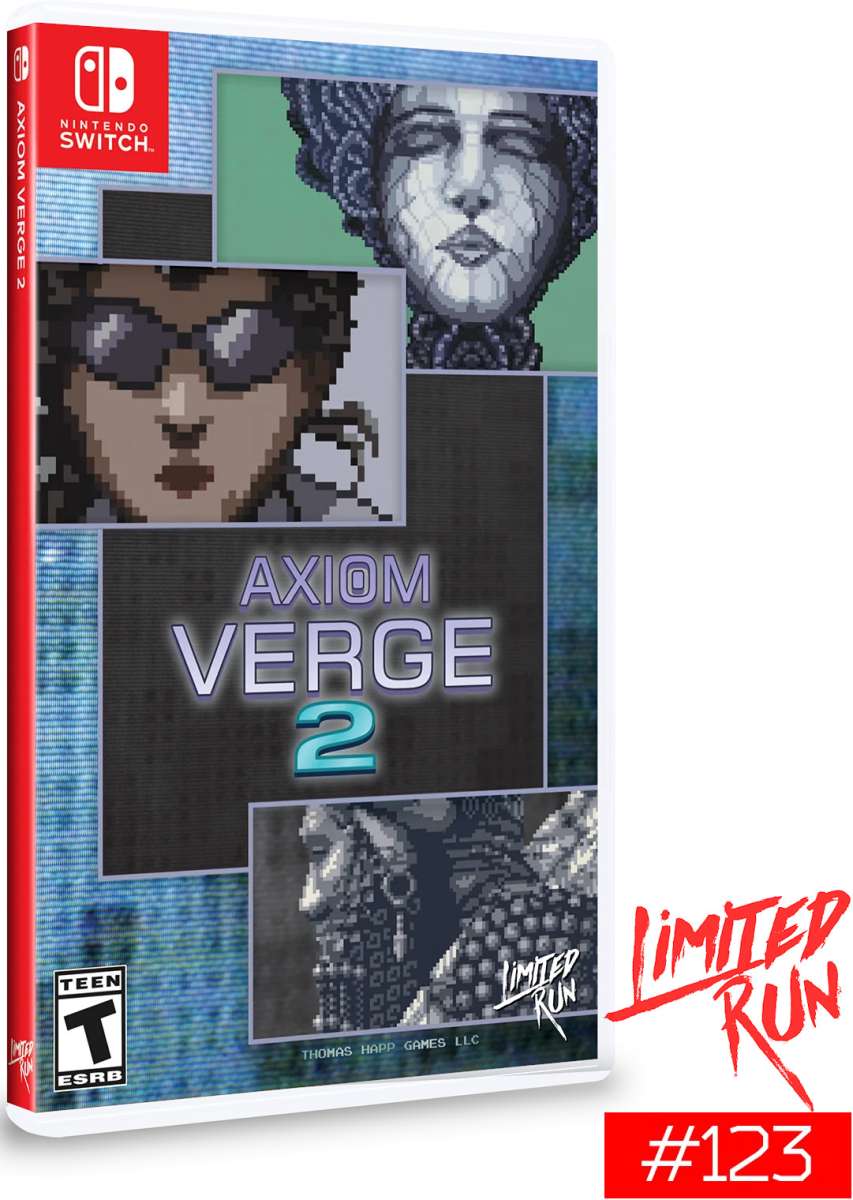 NINTENDO
SWITCH™
AXIOM VERGE 2
AXIOM
VERGE
2
TEEN
T
ESRB
LIMITED
RUN
THOMAS HAPP GAMES LLC
LIMITED
RUN
LIMITED
RUN
#123